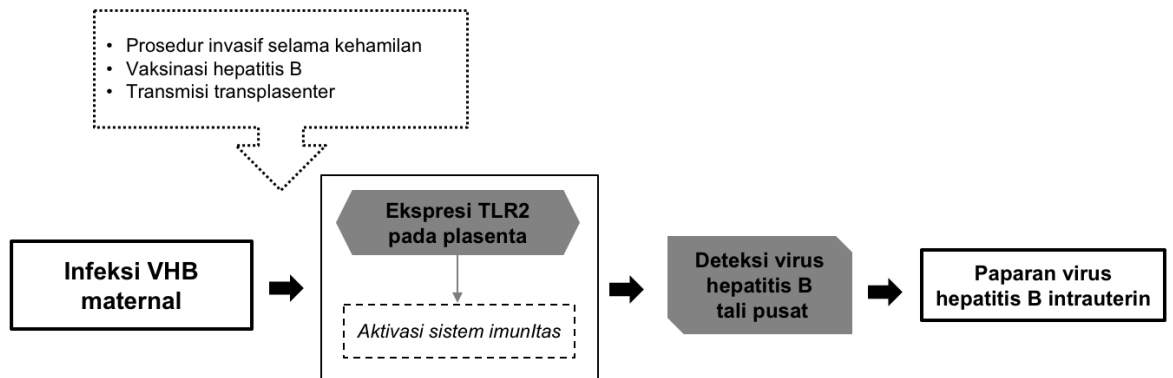 • Prosedur invasif selama kehamilan
• Vaksinasi hepatitis B
• Transmisi transplasenter
Infeksi VHB
maternal
Ekspresi TLR2
pada plasenta
Aktivasi sistem imunItas
Deteksi virus
hepatitis B
tali pusat
Paparan virus
hepatitis B intrauterin